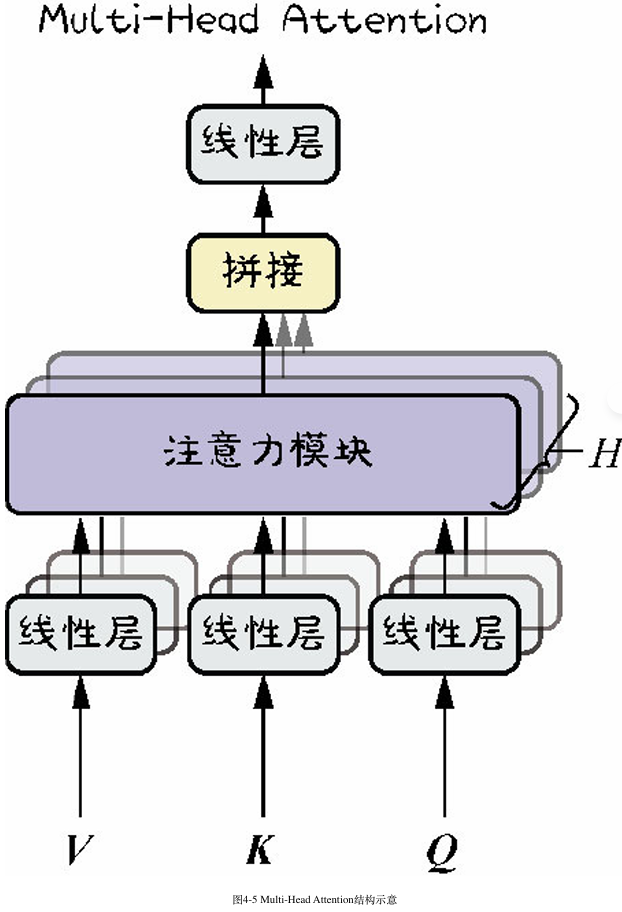 Multi-Head Attention
线性层
拼接
注意力模块
H
线性层 线性层 线性层
V K Q
图4-5 Multi-Head Attention结构示意